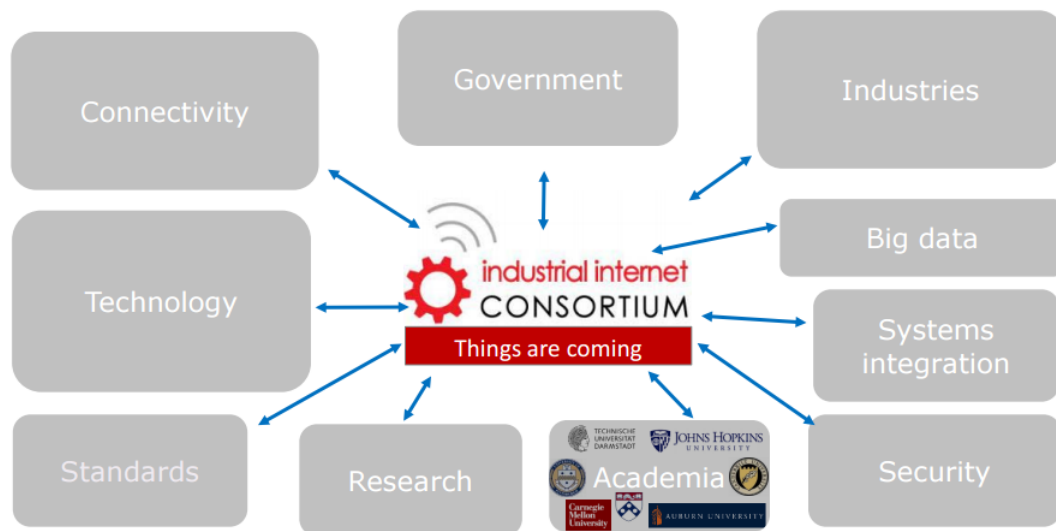 Government
Industries
Connectivity
Big data
industrial internet
CONSORTIUM
Technology
Systems
integration
Things are coming
TECHNISCHE
UNIVERSITÄT
DARMSTADT
JOHNS HOPKINS
UNIVERSITY
Standards
Research
Academia
Security
Carnegie
Mellon
University
AUBURN UNIVERSITY